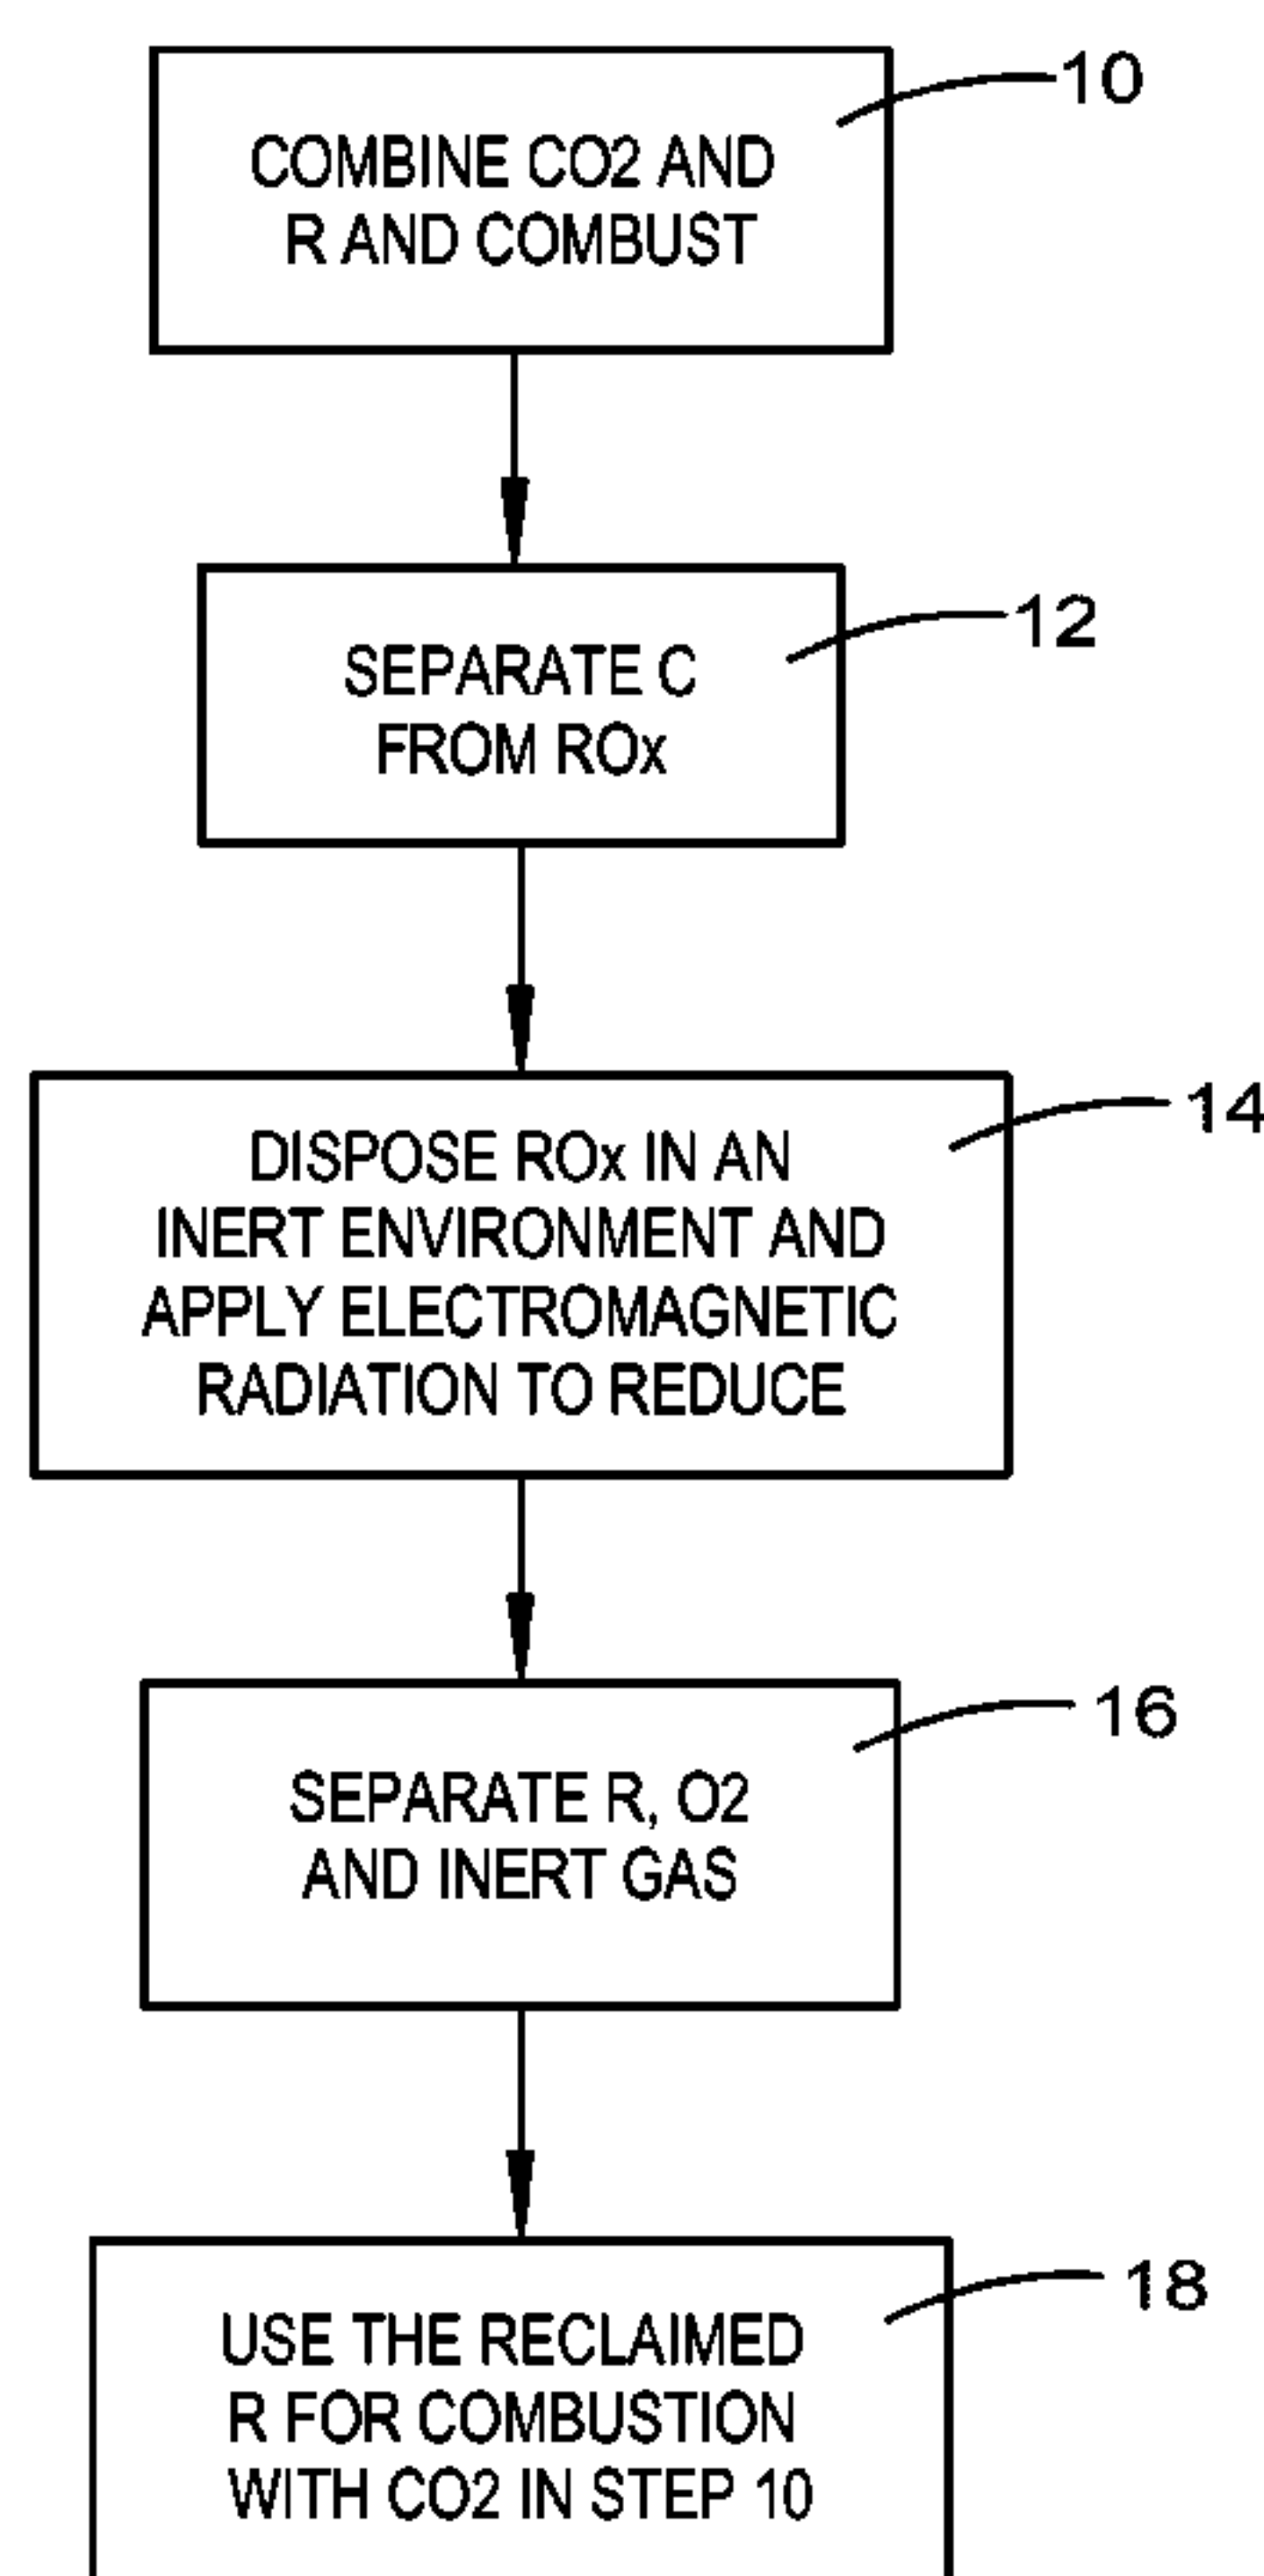 10
COMBINE CO2 AND
R AND COMBUST
12
SEPARATE C
FROM ROx
14
DISPOSE ROx IN AN
INERT ENVIRONMENT AND
APPLY ELECTROMAGNETIC
RADIATION TO REDUCE
16
SEPARATE R, O2
AND INERT GAS
18
USE THE RECLAIMED
R FOR COMBUSTION
WITH CO2 IN STEP 10